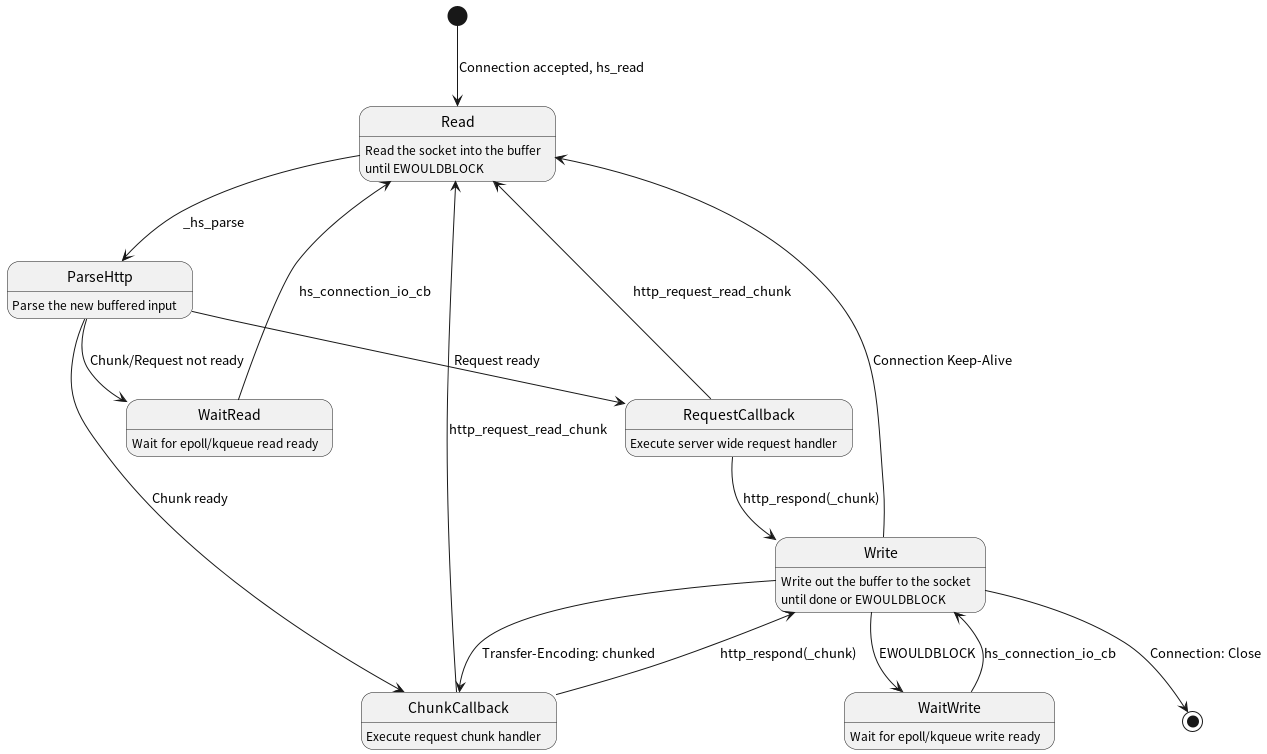 Connection accepted, hs_read
Read
Read the socket into the buffer
until EWOULDBLOCK
_hs_parse
ParseHttp
Parse the new buffered input
hs_connection_io_cb
http_request_read_chunk
Chunk/Request not ready
Request ready
Connection Keep-Alive
WaitRead
Wait for epoll/kqueue read ready
RequestCallback
Execute server wide request handler
http_request_read_chunk
Chunk ready
http_respond(_chunk)
Write
Write out the buffer to the socket
until done or EWOULDBLOCK
Transfer-Encoding: chunked
http_respond(_chunk)
EWOULDBLOCK
hs_connection_io_cb
Connection: Close
ChunkCallback
Execute request chunk handler
WaitWrite
Wait for epoll/kqueue write ready